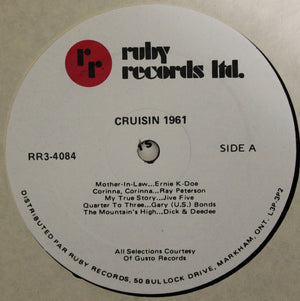 rr
ruby
records ltd.
CRUISIN 1961
RR3-4084
SIDE A
Mother-In-Law...Ernie K-Doe
Corinna, Corinna...Ray Peterson
My True Story...Jive Five
Quarter To Three...Gary (U.S.) Bonds
The Mountain's High...Dick & Deedee
All Selections Courtesy
Of Gusto Records
DISTRIBUTED PAR RUBY RECORDS, 50 BULLOCK DRIVE, MARKHAM, ONT. L3P-3P2